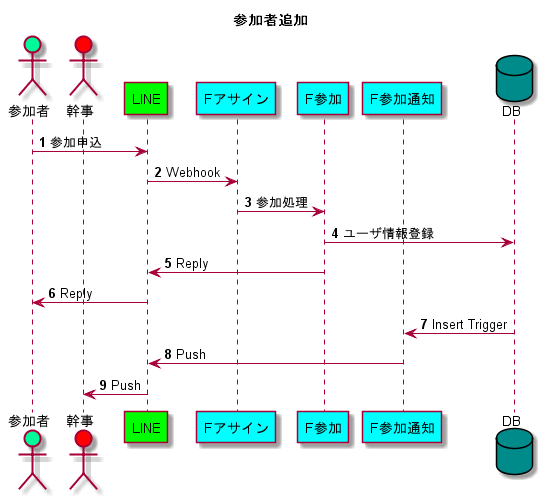 参加者追加
参加者
幹事
LINE
Fアサイン
F参加
F参加通知
DB
1 参加申込
2 Webhook
3 参加処理
4 ユーザ情報登録
5 Reply
6 Reply
7 Insert Trigger
8 Push
9 Push
参加者
幹事
LINE
Fアサイン
F参加
F参加通知
DB